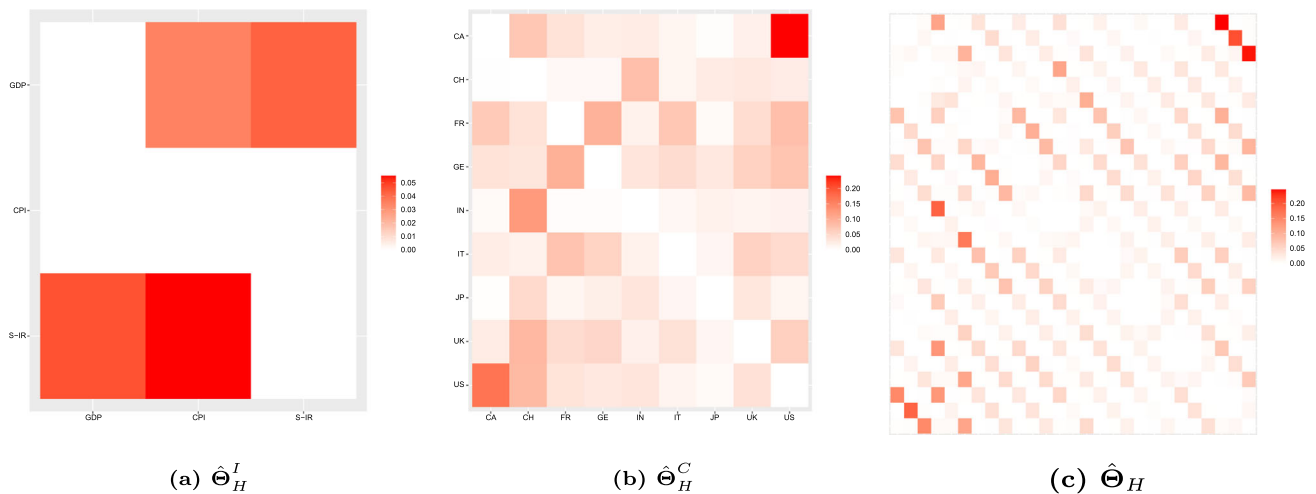 GDP
CPI
S-IR
GDP
CPI
S-IR
0.05
0.04
0.03
0.02
0.01
0.00
(a) Θ̂ᴵ_H
CA
CH
FR
GE
IN
IT
JP
UK
US
CA
CH
FR
GE
IN
IT
JP
UK
US
0.20
0.15
0.10
0.05
0.00
(b) Θ̂ᶜ_H
0.20
0.15
0.10
0.05
0.00
(c) Θ̂_H